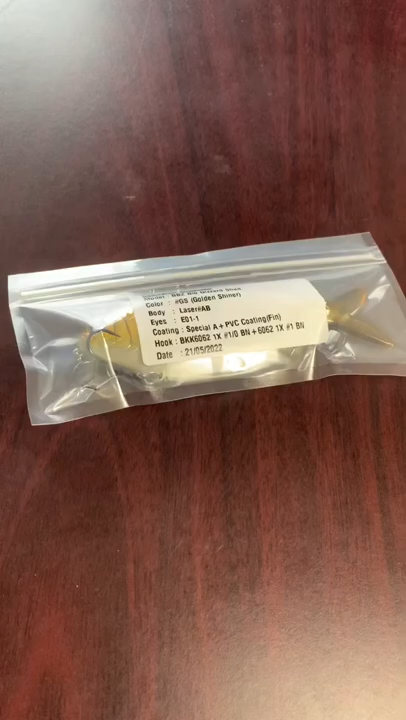 Color : #GS (Golden Shiner)
Body : Laser#AB
Eyes : E01-1
Coating : Special A+PVC Coating(Fin)
Hook : BKK6062 1X #1/0 BN + 6062 1X #1 BN
Date : 21/05/2022